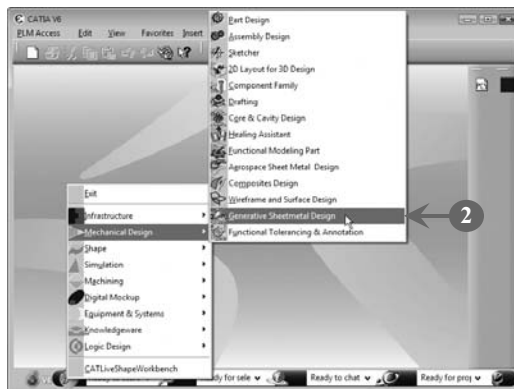 CATIA V6
PLM Access Edit View Favorites Insert
Part Design
Assembly Design
Sketcher
2D Layout for 3D Design
Component Family
Drafting
Core & Cavity Design
Healing Assistant
Functional Modeling Part
Aerospace Sheet Metal Design
Composites Design
Wireframe and Surface Design
Generative Sheetmetal Design
Functional Tolerancing & Annotation
2
Exit
Infrastructure
Mechanical Design
Shape
Simulation
Machining
Digital Mockup
Equipment & Systems
Knowledgeware
Logic Design
CATLiveShapeWorkbench
dy for sele Ready to chat Ready for proj